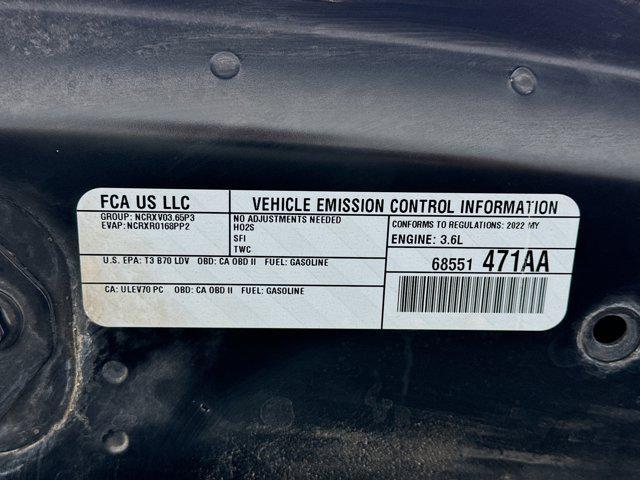 FCA US LLC
GROUP: NCRXV03.65P3
EVAP: NCRXR0168PP2
VEHICLE EMISSION CONTROL INFORMATION
NO ADJUSTMENTS NEEDED
HO2S
SFI
TWC
CONFORMS TO REGULATIONS: 2022 MY
ENGINE: 3.6L
U.S. EPA: T3 B70 LDV OBD: CA OBD II FUEL: GASOLINE
CA: ULEV70 PC OBD: CA OBD II FUEL: GASOLINE
68551 471AA